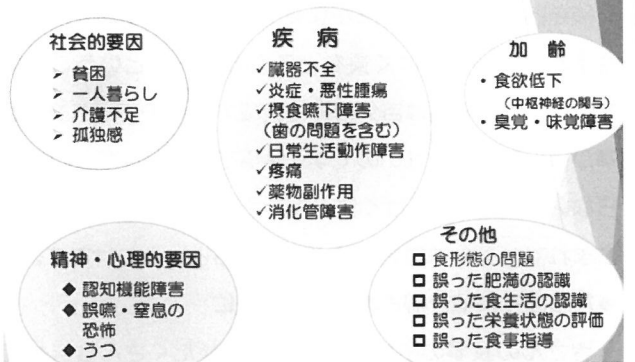 社会的要因
➢ 貧困
➢ 一人暮らし
➢ 介護不足
➢ 孤独感
疾 病
✓臓器不全
✓炎症・悪性腫瘍
✓摂食嚥下障害
（歯の問題を含む）
✓日常生活動作障害
✓疼痛
✓薬物副作用
✓消化管障害
加 齢
・食欲低下
（中枢神経の関与）
・臭覚・味覚障害
精神・心理的要因
◆ 認知機能障害
◆ 誤嚥・窒息の
恐怖
◆ うつ
その他
□ 食形態の問題
□ 誤った肥満の認識
□ 誤った食生活の認識
□ 誤った栄養状態の評価
□ 誤った食事指導